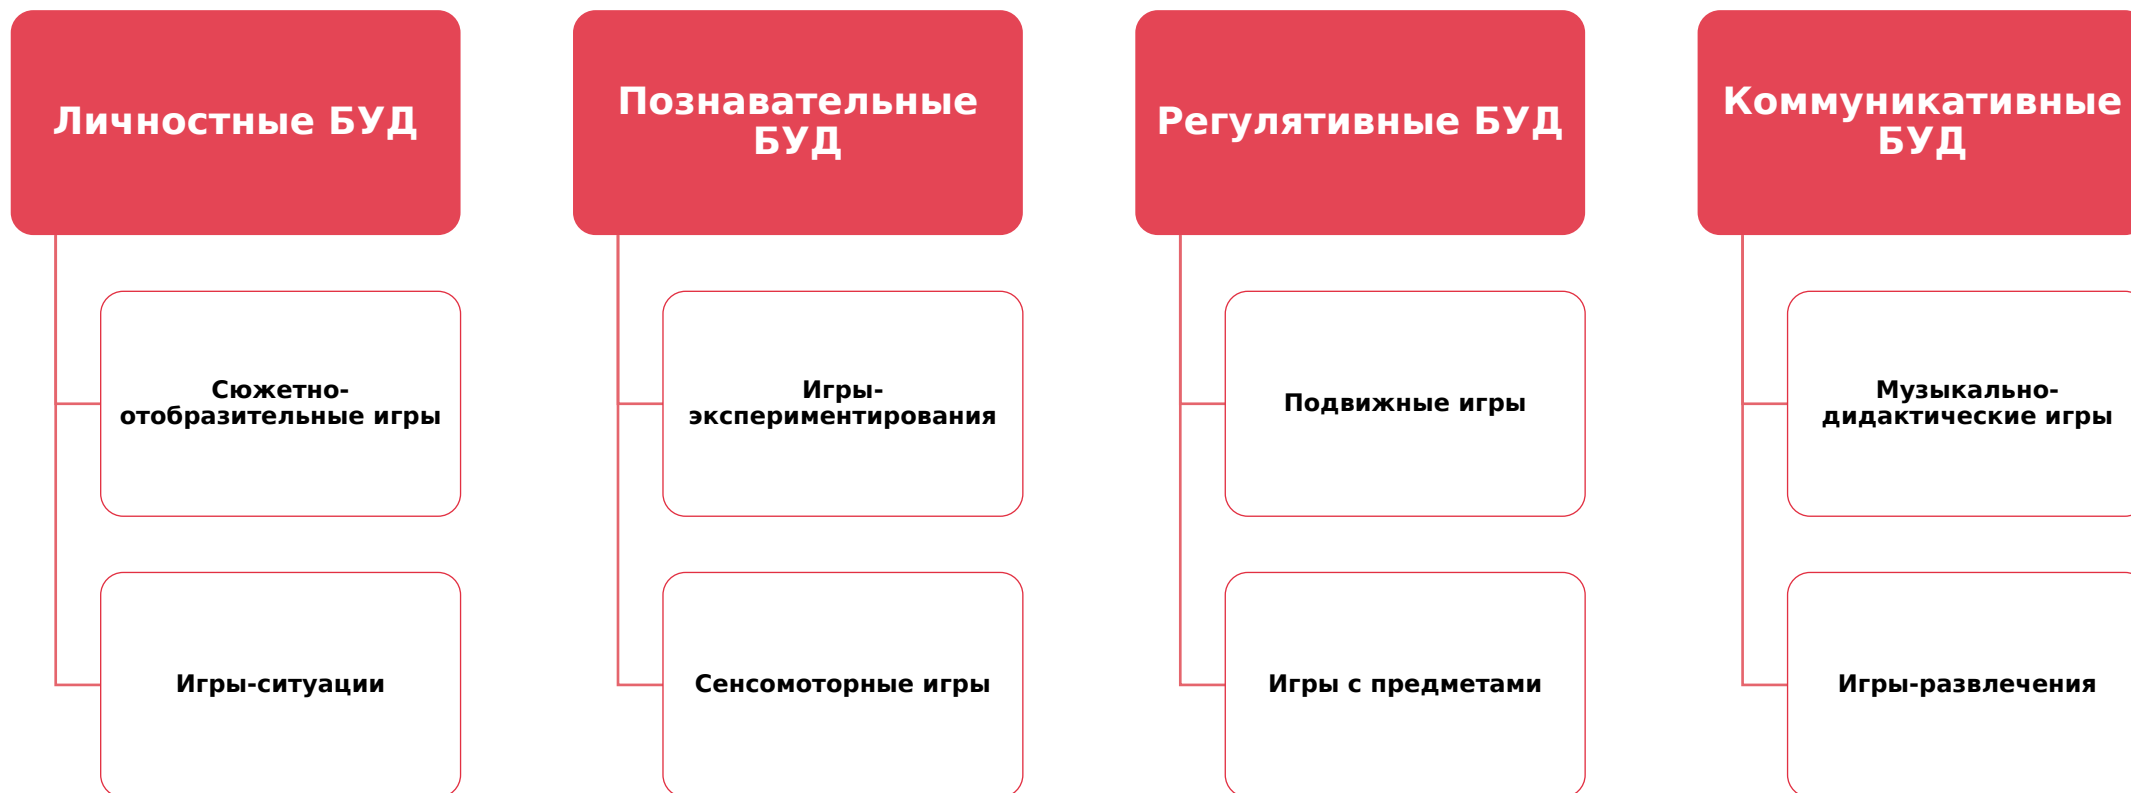 Личностные БУД
Сюжетно-
отобразительные игры
Игры-ситуации
Познавательные
БУД
Игры-
экспериментирования
Сенсомоторные игры
Регулятивные БУД
Подвижные игры
Игры с предметами
Коммуникативные
БУД
Музыкально-
дидактические игры
Игры-развлечения